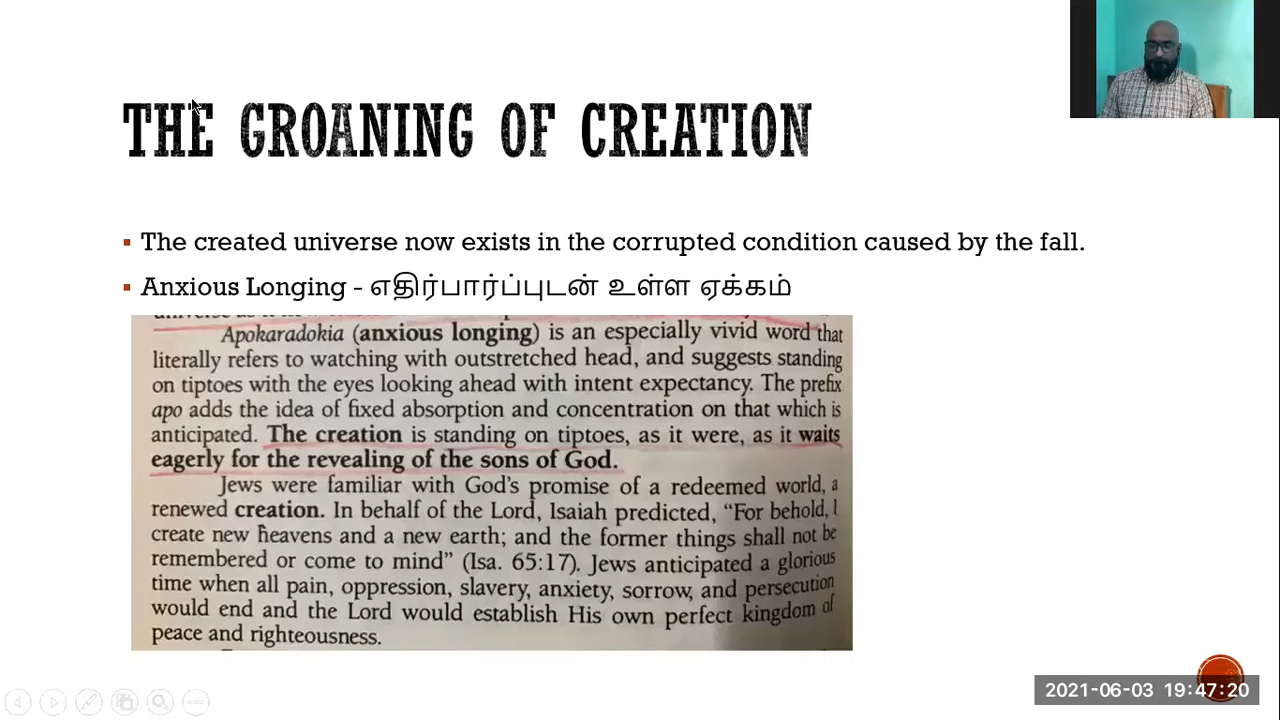 THE GROANING OF CREATION
The created universe now exists in the corrupted condition caused by the fall.
Anxious Longing - எதிர்பார்ப்புடன் உள்ள ஏக்கம்
Apokaradokia (anxious longing) is an especially vivid word that
literally refers to watching with outstretched head, and suggests standing
on tiptoes with the eyes looking ahead with intent expectancy. The prefix
apo adds the idea of fixed absorption and concentration on that which is
anticipated. The creation is standing on tiptoes, as it were, as it waits
eagerly for the revealing of the sons of God.
Jews were familiar with God's promise of a redeemed world, a
renewed creation. In behalf of the Lord, Isaiah predicted, "For behold, I
create new heavens and a new earth; and the former things shall not be
remembered or come to mind" (Isa. 65:17). Jews anticipated a glorious
time when all pain, oppression, slavery, anxiety, sorrow, and persecution
would end and the Lord would establish His own perfect kingdom of
peace and righteousness.
2021-06-03 19:47:20